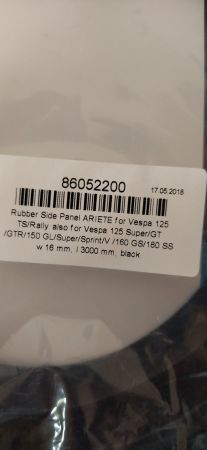 86052200
17.05.2018
Rubber Side Panel ARIETE for Vespa 125
TS/Rally also for Vespa 125 Super/GT
/GTR/150 GL/Super/Sprint/V /160 GS/180 SS
w 16 mm, l 3000 mm, black